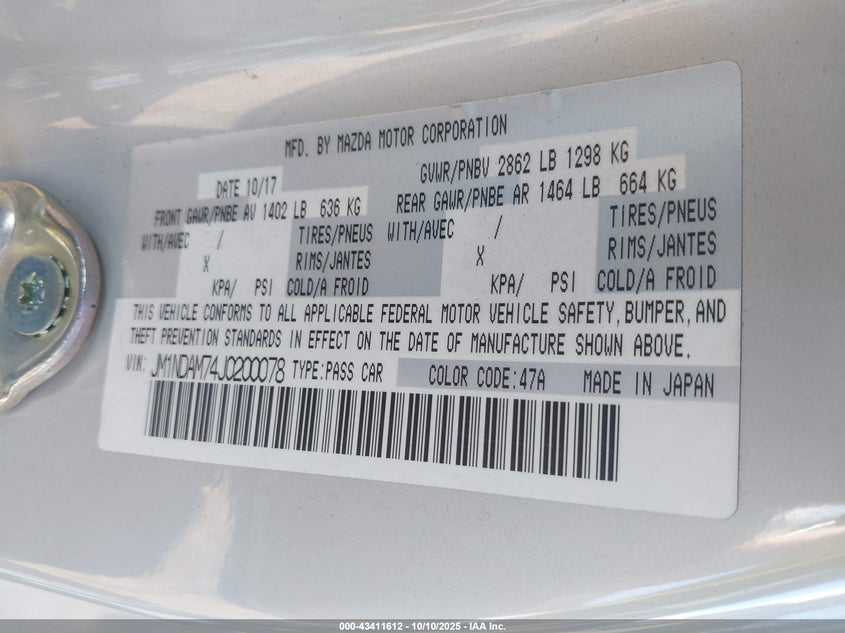 MFD. BY MAZDA MOTOR CORPORATION
DATE 10/17 GVWR/PNBV 2862 LB 1298 KG
FRONT GAWR/PNBE AV 1402 LB 636 KG REAR GAWR/PNBE AR 1464 LB 664 KG
WITH/AVEC / TIRES/PNEUS WITH/AVEC / TIRES/PNEUS
X RIMS/JANTES X RIMS/JANTES
KPA/ PSI COLD/A FROID KPA/ PSI COLD/A FROID
THIS VEHICLE CONFORMS TO ALL APPLICABLE FEDERAL MOTOR VEHICLE SAFETY, BUMPER, AND
THEFT PREVENTION STANDARDS IN EFFECT ON THE DATE OF MANUFACTURE SHOWN ABOVE.
VIN: JM1NDAM74J0200078 TYPE:PASS CAR COLOR CODE:47A MADE IN JAPAN
000-43411612 - 10/10/2025 - IAA Inc.